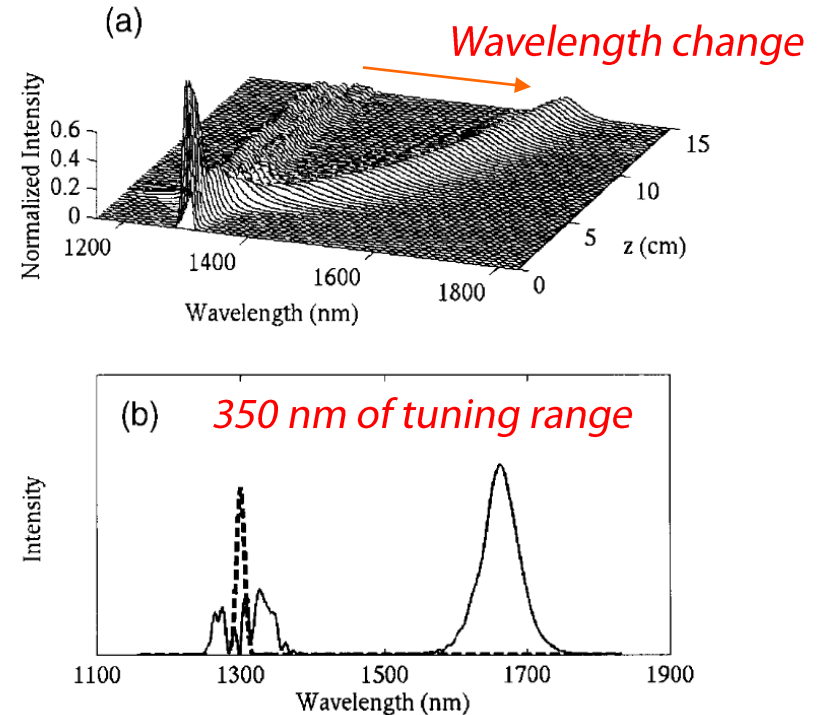 (a)
Wavelength change
Normalized Intensity
0.6
0.4
0.2
0
1200
1400
1600
1800
Wavelength (nm)
0
5
10
15
z (cm)
(b)
350 nm of tuning range
Intensity
1100
1300
1500
1700
1900
Wavelength (nm)